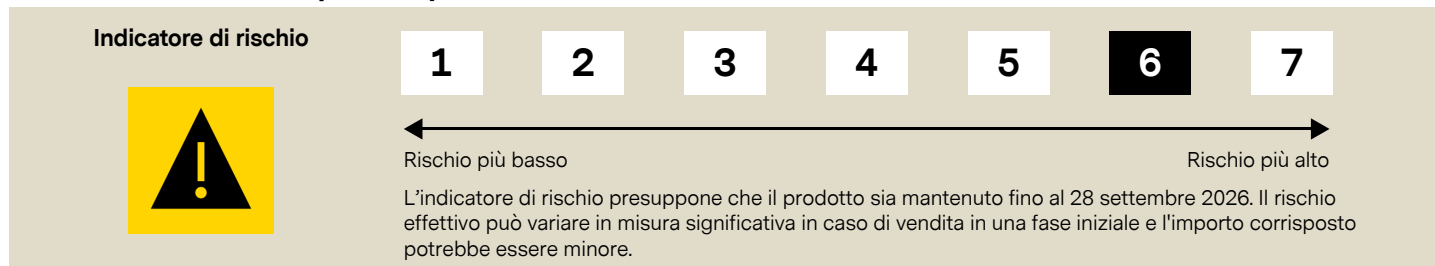 Indicatore di rischio
1 2 3 4 5 6 7
Rischio più basso Rischio più alto
L'indicatore di rischio presuppone che il prodotto sia mantenuto fino al 28 settembre 2026. Il rischio
effettivo può variare in misura significativa in caso di vendita in una fase iniziale e l'importo corrisposto
potrebbe essere minore.